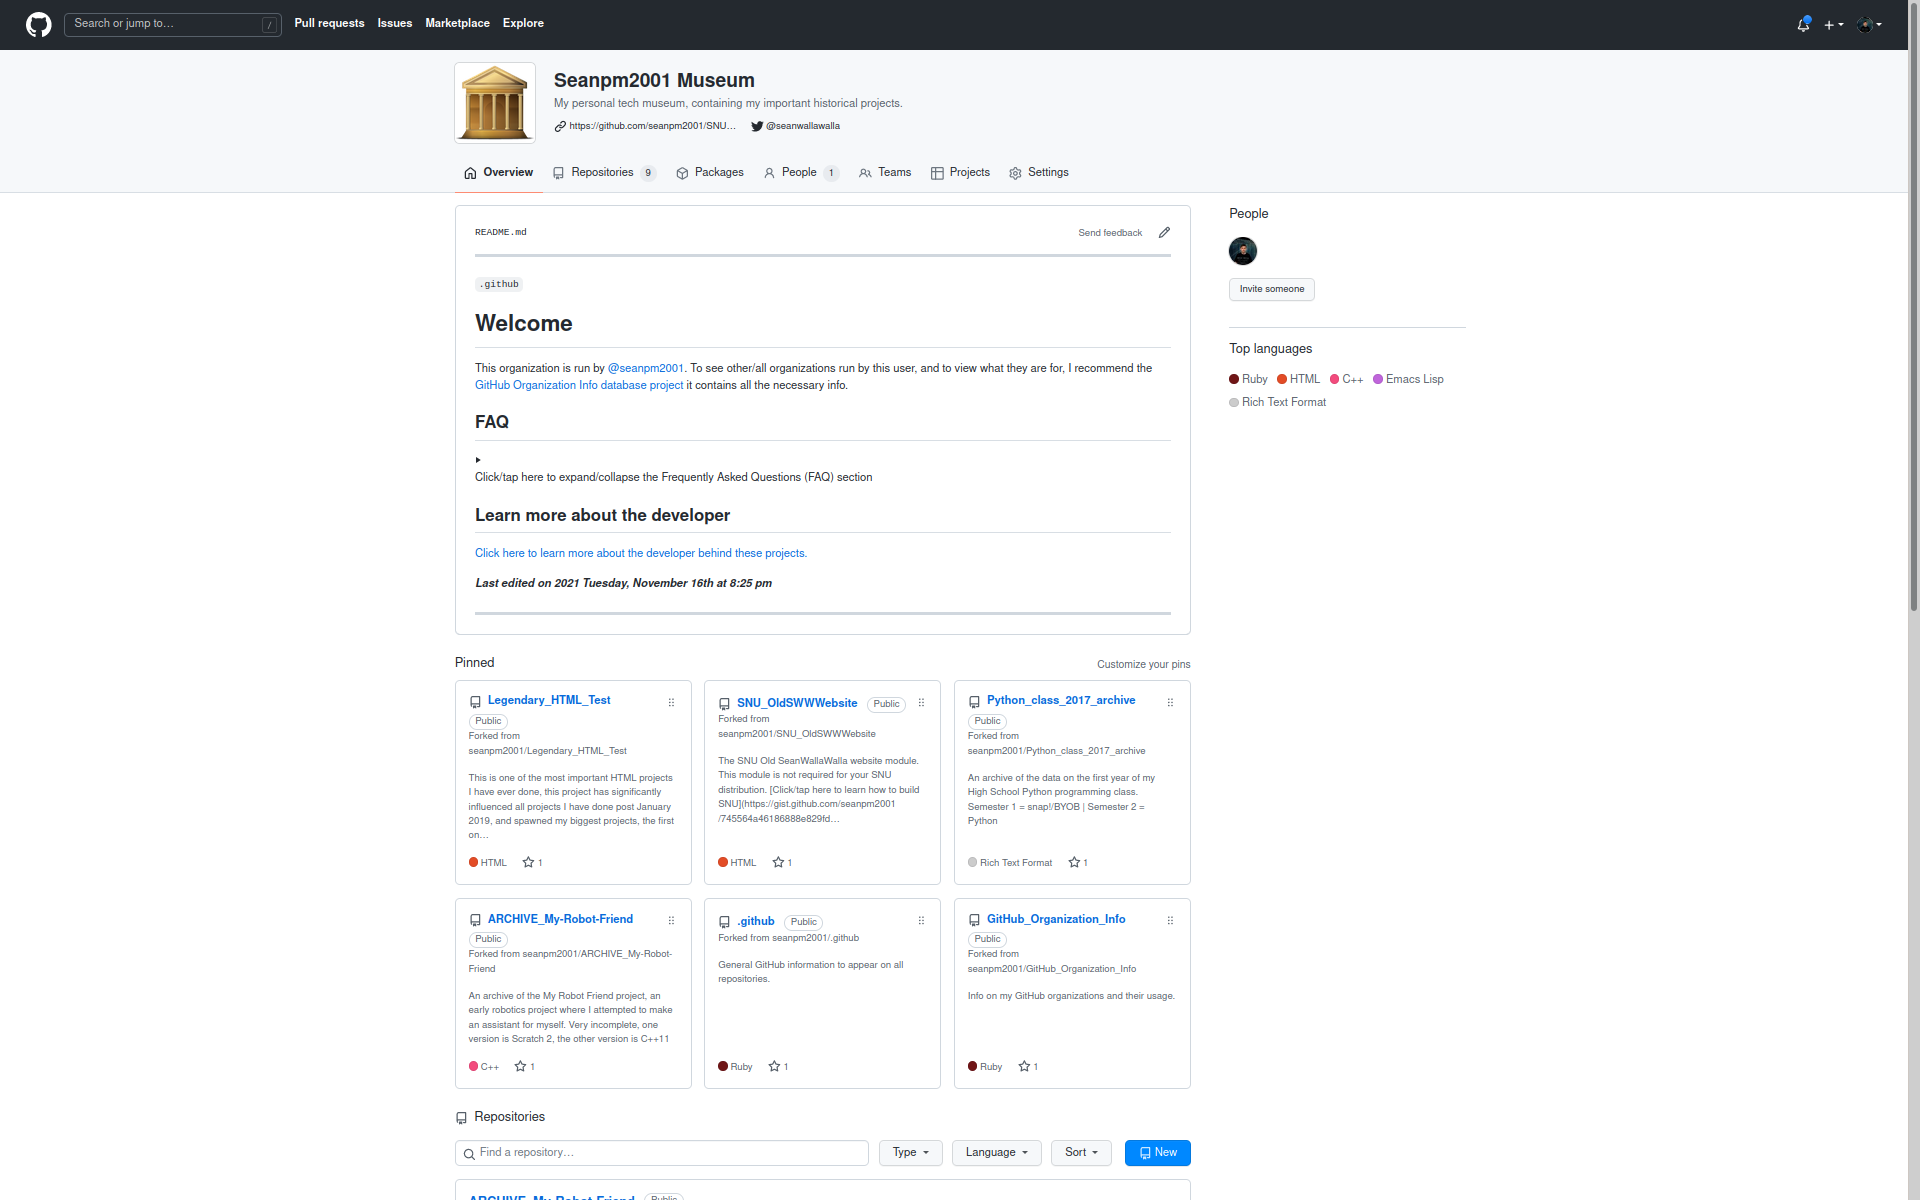 Search or jump to… /
Pull requests Issues Marketplace Explore
Seanpm2001 Museum
My personal tech museum, containing my important historical projects.
https://github.com/seanpm2001/SNU… @seanwallawalla
Overview Repositories 9 Packages People 1 Teams Projects Settings
README.md Send feedback
.github
Welcome
This organization is run by @seanpm2001. To see other/all organizations run by this user, and to view what they are for, I recommend the
GitHub Organization Info database project it contains all the necessary info.
FAQ
Click/tap here to expand/collapse the Frequently Asked Questions (FAQ) section
Learn more about the developer
Click here to learn more about the developer behind these projects.
Last edited on 2021 Tuesday, November 16th at 8:25 pm
People
Invite someone
Top languages
Ruby HTML C++ Emacs Lisp
Rich Text Format
Pinned Customize your pins
Legendary_HTML_Test
Public
Forked from
seanpm2001/Legendary_HTML_Test
This is one of the most important HTML projects
I have ever done, this project has significantly
influenced all projects I have done post January
2019, and spawned my biggest projects, the first
on…
HTML 1
SNU_OldSWWWebsite Public
Forked from
seanpm2001/SNU_OldSWWWebsite
The SNU Old SeanWallaWalla website module.
This module is not required for your SNU
distribution. [Click/tap here to learn how to build
SNU](https://gist.github.com/seanpm2001
/745564a46186888e829fd…
HTML 1
Python_class_2017_archive
Public
Forked from
seanpm2001/Python_class_2017_archive
An archive of the data on the first year of my
High School Python programming class.
Semester 1 = snap!/BYOB | Semester 2 =
Python
Rich Text Format 1
ARCHIVE_My-Robot-Friend
Public
Forked from seanpm2001/ARCHIVE_My-Robot-
Friend
An archive of the My Robot Friend project, an
early robotics project where I attempted to make
an assistant for myself. Very incomplete, one
version is Scratch 2, the other version is C++11
C++ 1
.github Public
Forked from seanpm2001/.github
General GitHub information to appear on all
repositories.
Ruby 1
GitHub_Organization_Info
Public
Forked from
seanpm2001/GitHub_Organization_Info
Info on my GitHub organizations and their usage.
Ruby 1
Repositories
Find a repository… Type Language Sort New
ARCHIVE_My-Robot-Friend Public